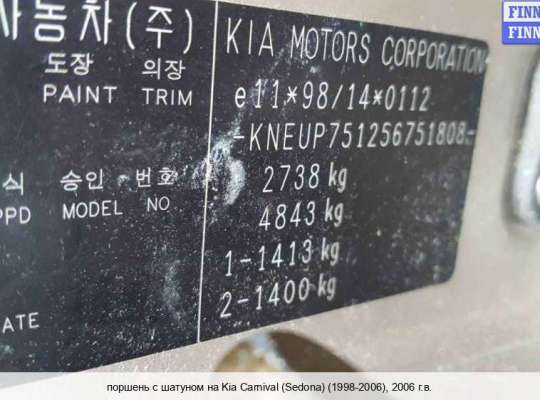 자동차(주) KIA MOTORS CORPORATION
도장 의장
PAINT TRIM
e11*98/14*0112
-KNEUP751256751808-
식 승인 번호 2738 kg
PPD MODEL NO 4843 kg
1-1413 kg
2-1400 kg
ATE
FINN
FINN
поршень с шатуном на Kia Carnival (Sedona) (1998-2006), 2006 г.в.